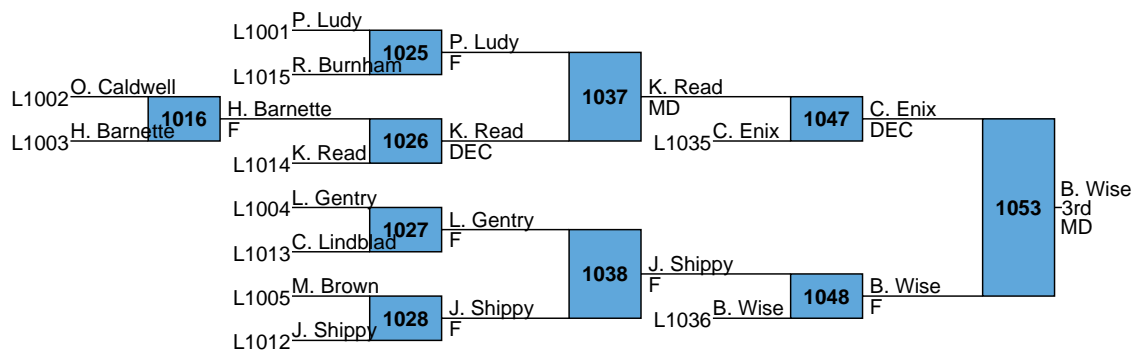 L1001 P. Ludy
1025
P. Ludy
F
L1015 R. Burnham
1037
K. Read
MD
L1002 O. Caldwell
1016
H. Barnette
F
L1003 H. Barnette
1026
K. Read
DEC
L1014 K. Read
1047
C. Enix
DEC
L1035 C. Enix
L1004 L. Gentry
1027
L. Gentry
F
L1013 C. Lindblad
1038
J. Shippy
F
L1005 M. Brown
1028
J. Shippy
F
L1012 J. Shippy
1048
B. Wise
F
L1036 B. Wise
1053
B. Wise
3rd
MD